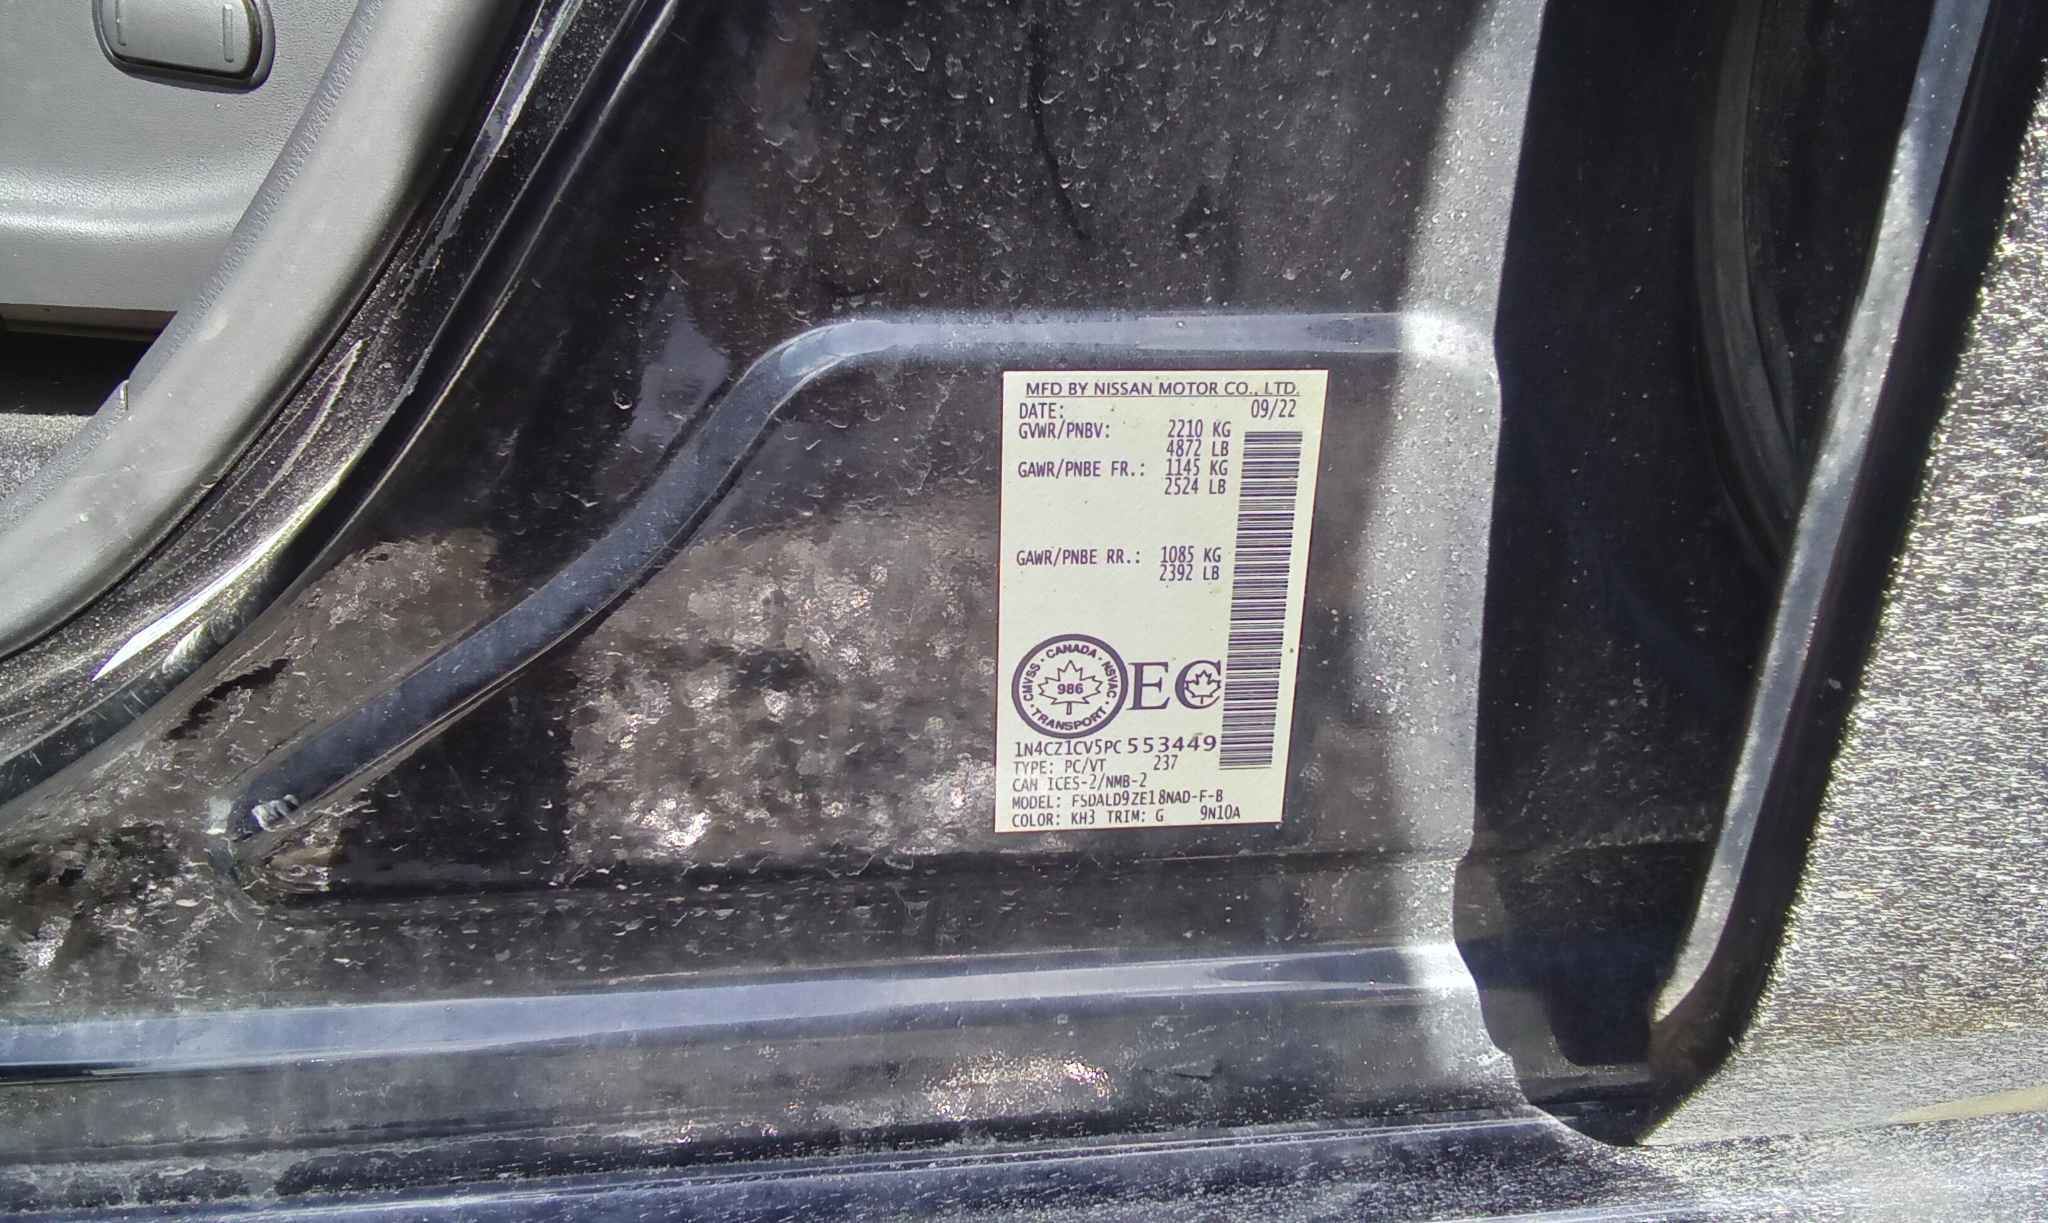 MFD BY NISSAN MOTOR CO., LTD.
DATE: 09/22
GVWR/PNBV: 2210 KG
4872 LB
GAWR/PNBE FR.: 1145 KG
2524 LB
GAWR/PNBE RR.: 1085 KG
2392 LB
CANADA · NSVAC · TRANSPORT · CMVSS ·
986
EC
1N4CZ1CV5PC553449
TYPE: PC/VT 237
CAN ICES-2/NMB-2
MODEL: FSDALD9ZE18NAD-F-B
COLOR: KH3 TRIM: G 9N10A